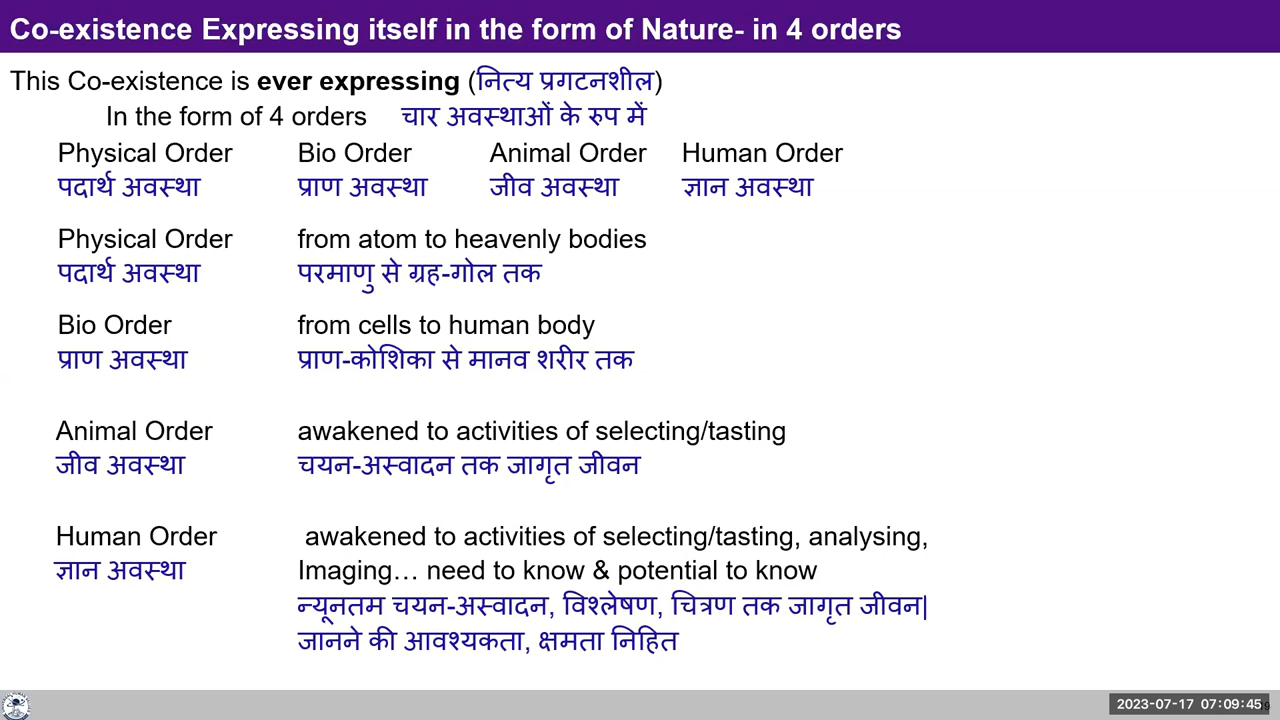 Co-existence Expressing itself in the form of Nature- in 4 orders
This Co-existence is ever expressing (नित्य प्रगटनशील)
In the form of 4 orders चार अवस्थाओं के रुप में
Physical Order Bio Order Animal Order Human Order
पदार्थ अवस्था प्राण अवस्था जीव अवस्था ज्ञान अवस्था
Physical Order from atom to heavenly bodies
पदार्थ अवस्था परमाणु से ग्रह-गोल तक
Bio Order from cells to human body
प्राण अवस्था प्राण-कोशिका से मानव शरीर तक
Animal Order awakened to activities of selecting/tasting
जीव अवस्था चयन-अस्वादन तक जागृत जीवन
Human Order awakened to activities of selecting/tasting, analysing,
ज्ञान अवस्था Imaging… need to know & potential to know
न्यूनतम चयन-अस्वादन, विश्लेषण, चित्रण तक जागृत जीवन|
जानने की आवश्यकता, क्षमता निहित
2023-07-17 07:09:45